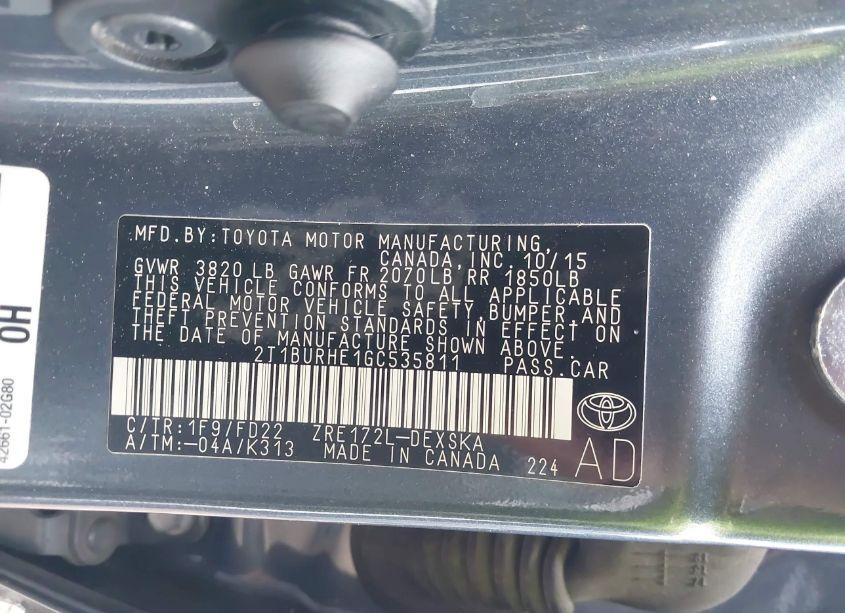 MFD.BY:TOYOTA MOTOR MANUFACTURING,
CANADA,INC. 10/15
GVWR 3820 LB GAWR FR 2070LB, RR 1850LB
THIS VEHICLE CONFORMS TO ALL APPLICABLE
FEDERAL MOTOR VEHICLE SAFETY,BUMPER,AND
THEFT PREVENTION STANDARDS IN EFFECT ON
THE DATE OF MANUFACTURE SHOWN ABOVE.
2T1BURHE1GC535811 PASS.CAR
C/TR:1F9/FD22 ZRE172L-DEXSKA
A/TM:-04A/K313 MADE IN CANADA 224 AD
0H
42661-02G80